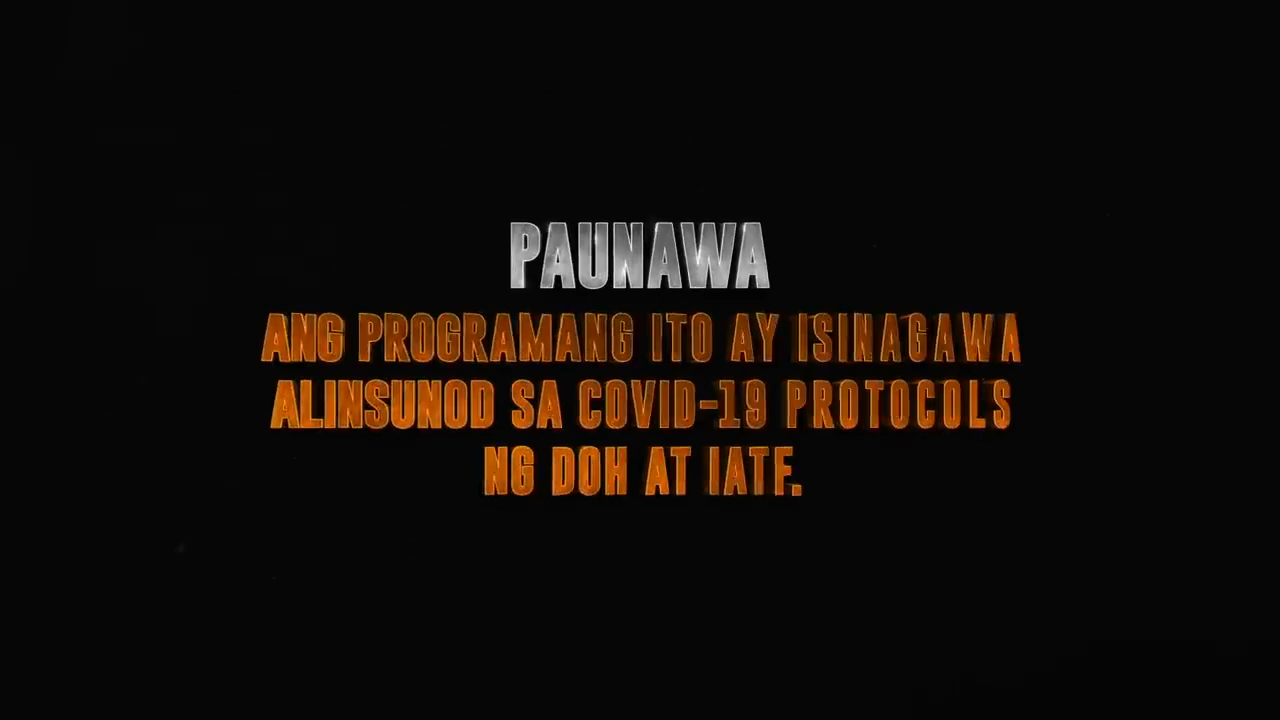 PAUNAWA
ANG PROGRAMANG ITO AY ISINAGAWA
ALINSUNOD SA COVID-19 PROTOCOLS
NG DOH AT IATF.